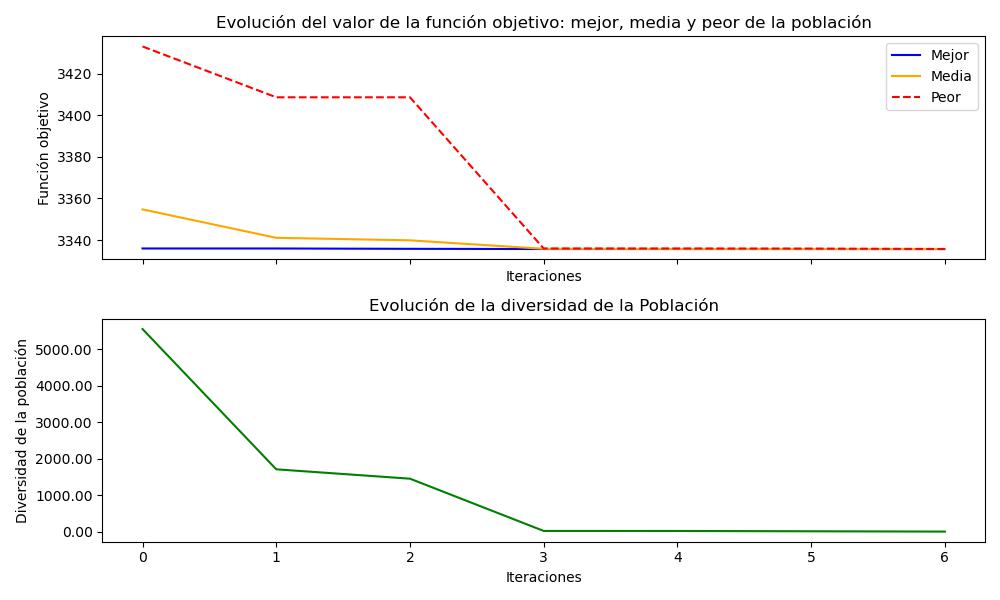 Evolución del valor de la función objetivo: mejor, media y peor de la población
Función objetivo
3420
3400
3380
3360
3340
Mejor
Media
Peor
Iteraciones
Evolución de la diversidad de la Población
Diversidad de la población
5000.00
4000.00
3000.00
2000.00
1000.00
0.00
0 1 2 3 4 5 6
Iteraciones